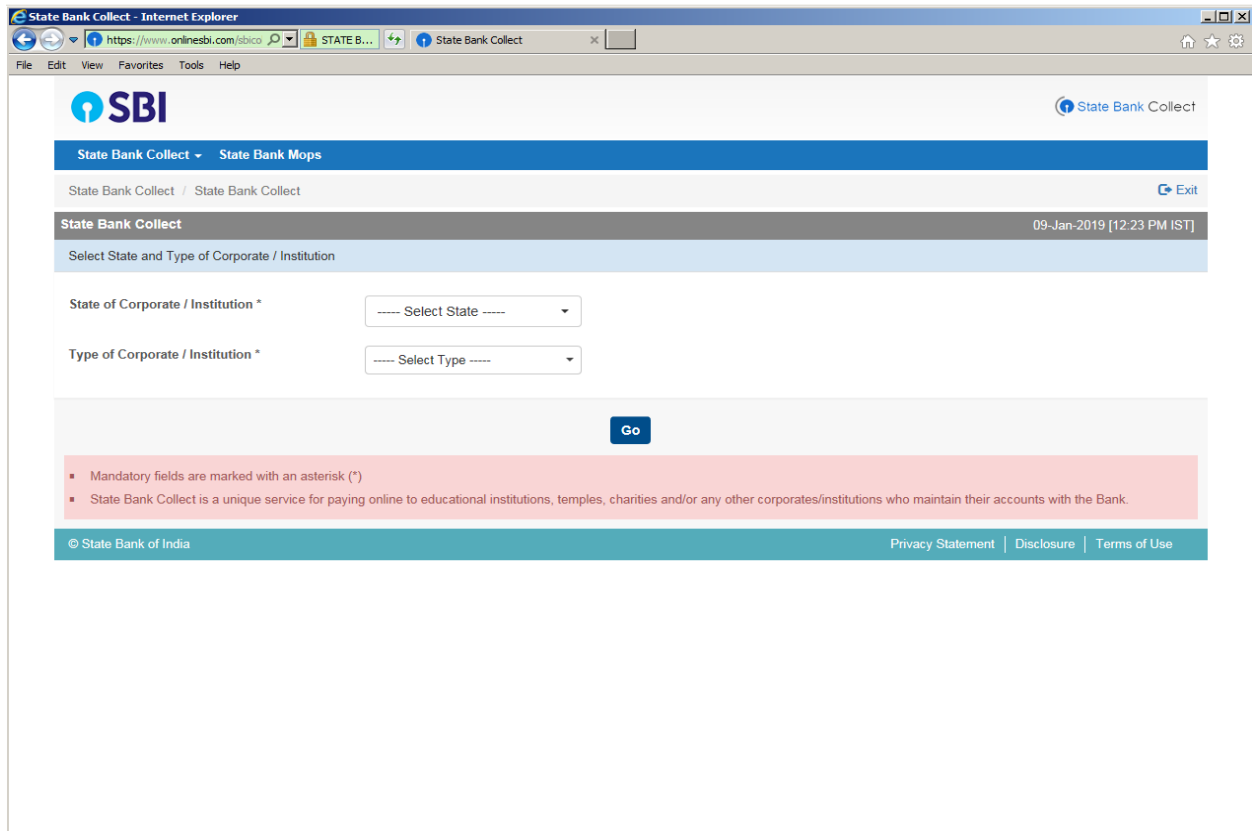 State Bank Collect - Internet Explorer
https://www.onlinesbi.com/sbico STATE B... State Bank Collect
File Edit View Favorites Tools Help
SBI
State Bank Collect
State Bank Collect State Bank Mops
State Bank Collect / State Bank Collect Exit
State Bank Collect 09-Jan-2019 [12:23 PM IST]
Select State and Type of Corporate / Institution
State of Corporate / Institution * ----- Select State -----
Type of Corporate / Institution * ----- Select Type -----
Go
Mandatory fields are marked with an asterisk (*)
State Bank Collect is a unique service for paying online to educational institutions, temples, charities and/or any other corporates/institutions who maintain their accounts with the Bank.
© State Bank of India Privacy Statement | Disclosure | Terms of Use